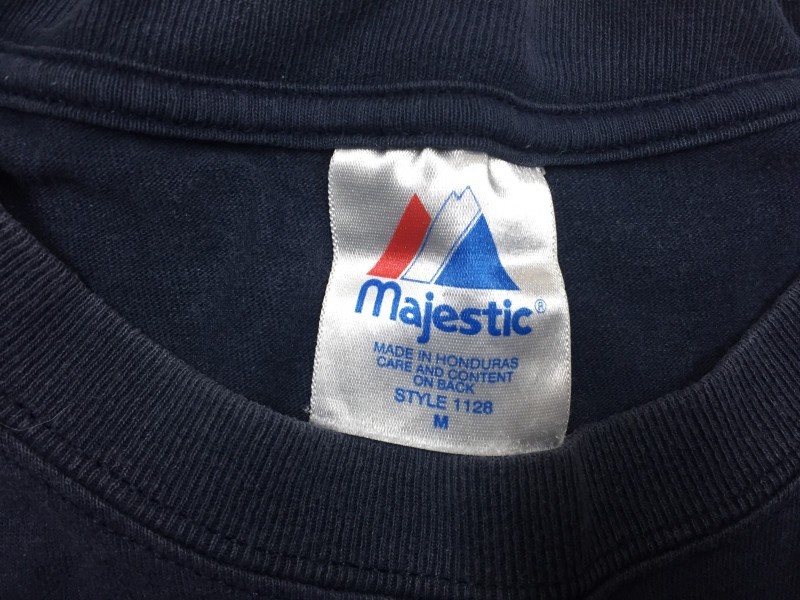 Majestic®
MADE IN HONDURAS
CARE AND CONTENT
ON BACK
STYLE 1128
M